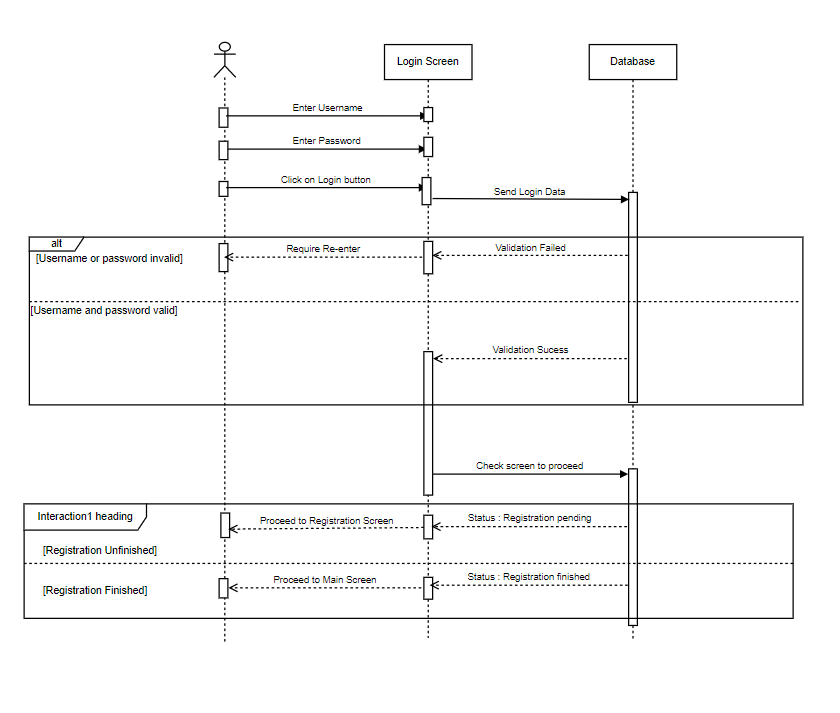 Login Screen
Database
Enter Username
Enter Password
Click on Login button
Send Login Data
alt
[Username or password invalid]
Require Re-enter
Validation Failed
[Username and password valid]
Validation Sucess
Check screen to proceed
Interaction1 heading
Proceed to Registration Screen
Status : Registration pending
[Registration Unfinished]
Proceed to Main Screen
Status : Registration finished
[Registration Finished]